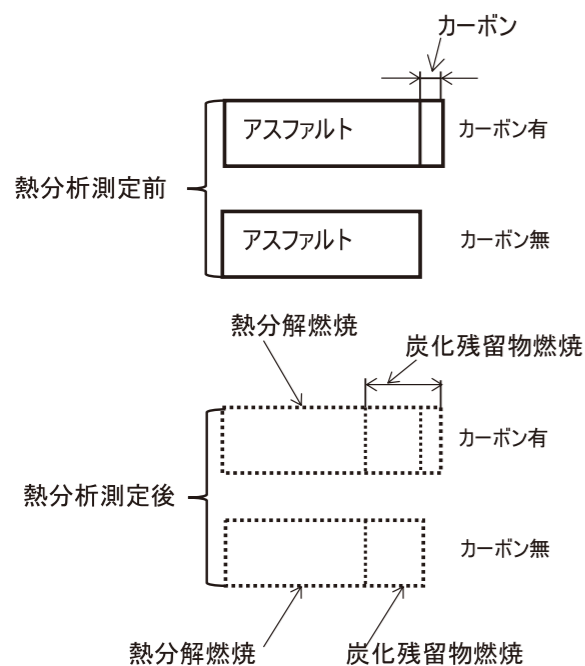 カーボン
アスファルト
カーボン有
熱分析測定前
アスファルト
カーボン無
熱分解燃焼
炭化残留物燃焼
カーボン有
熱分析測定後
カーボン無
熱分解燃焼
炭化残留物燃焼